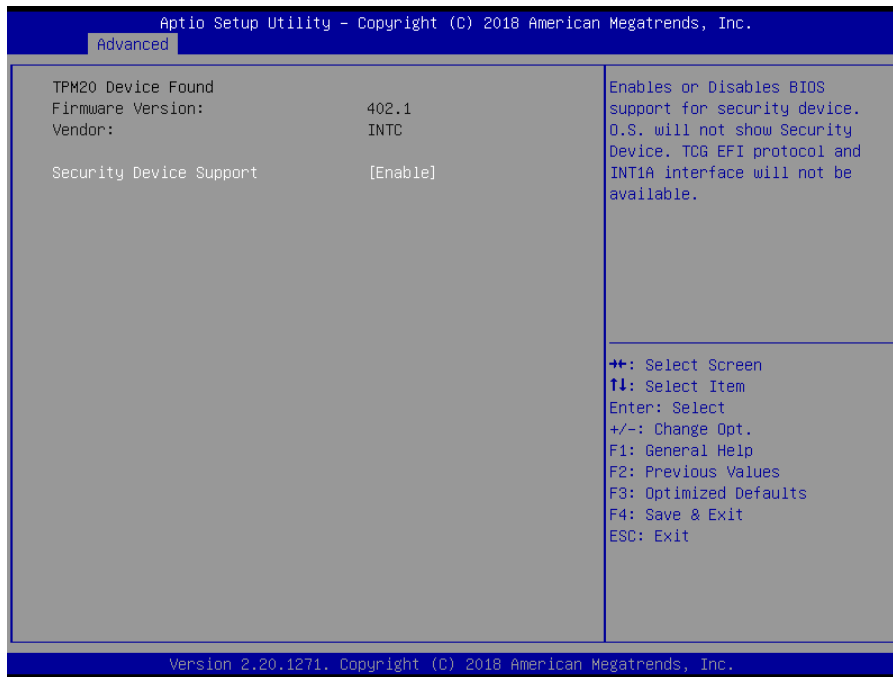 Aptio Setup Utility – Copyright (C) 2018 American Megatrends, Inc.
Advanced
TPM20 Device Found
Firmware Version: 402.1
Vendor: INTC
Security Device Support [Enable]
Enables or Disables BIOS
support for security device.
O.S. will not show Security
Device. TCG EFI protocol and
INT1A interface will not be
available.
→←: Select Screen
↑↓: Select Item
Enter: Select
+/-: Change Opt.
F1: General Help
F2: Previous Values
F3: Optimized Defaults
F4: Save & Exit
ESC: Exit
Version 2.20.1271. Copyright (C) 2018 American Megatrends, Inc.